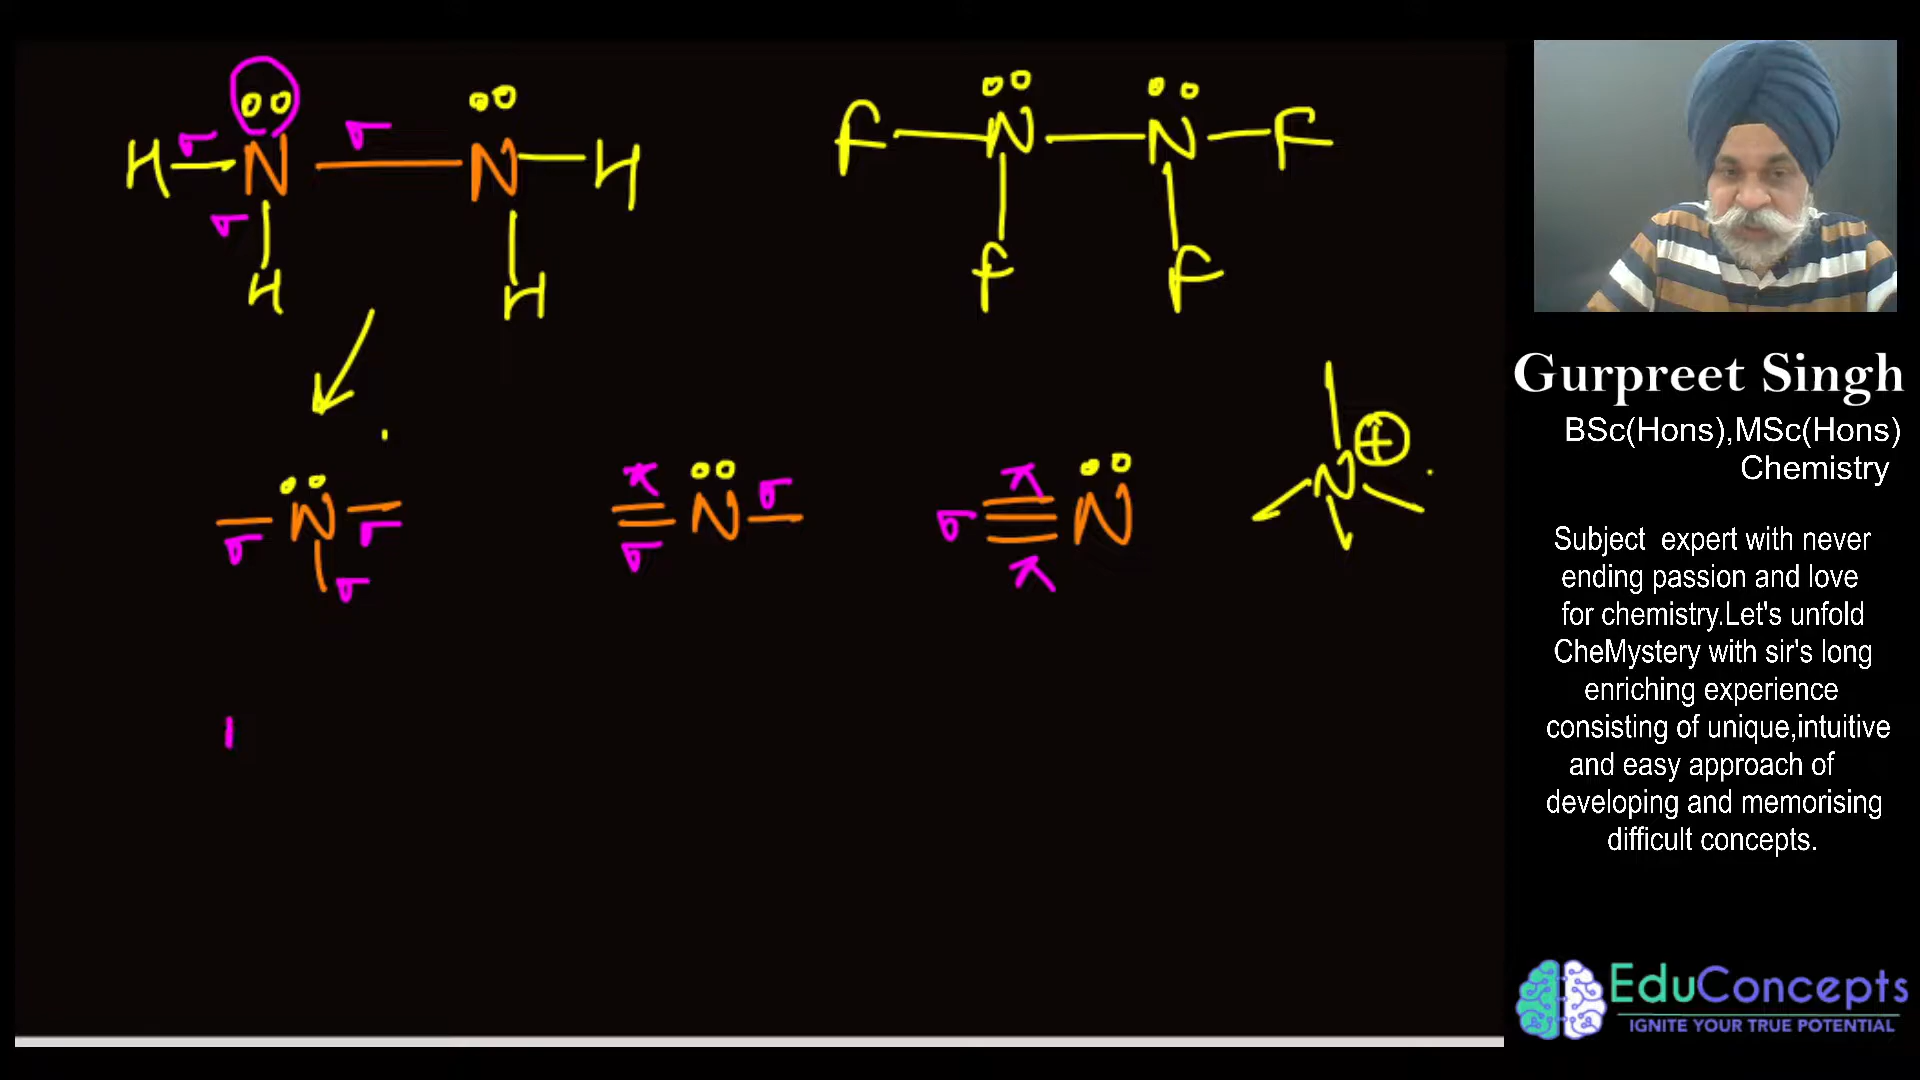 H N σ σ N H
σ H H
F N N F
F F
N σ σ σ
π σ N σ
σ π π N
N +
Gurpreet Singh
BSc(Hons),MSc(Hons)
Chemistry
Subject expert with never
ending passion and love
for chemistry.Let's unfold
CheMystery with sir's long
enriching experience
consisting of unique,intuitive
and easy approach of
developing and memorising
difficult concepts.
EduConcepts
IGNITE YOUR TRUE POTENTIAL